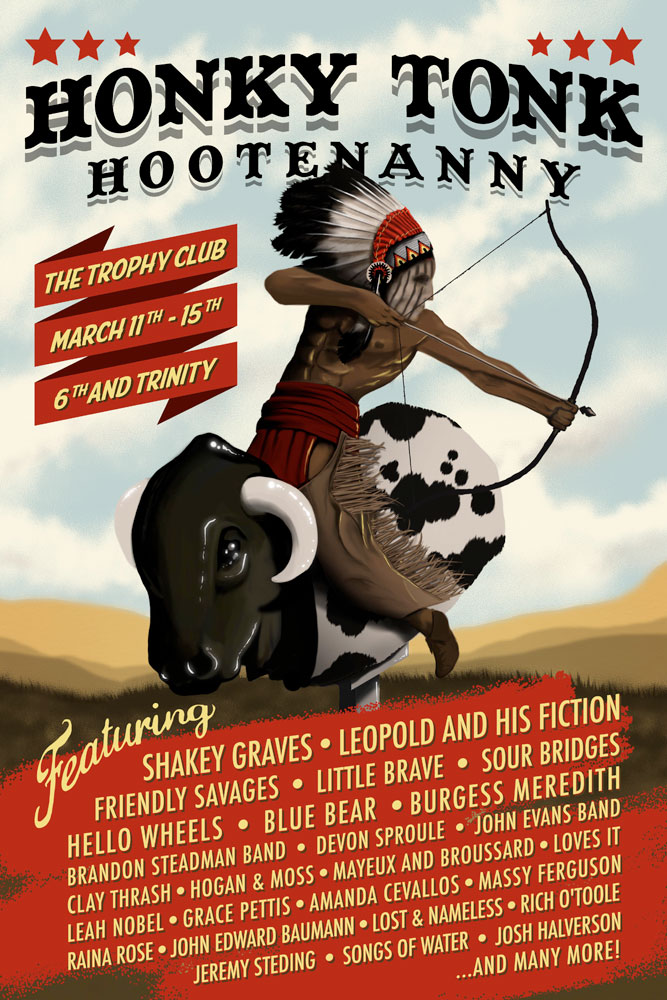 HONKY TONK
HOOTENANNY
THE TROPHY CLUB
MARCH 11TH - 15TH
6TH AND TRINITY
Featuring
SHAKEY GRAVES • LEOPOLD AND HIS FICTION
FRIENDLY SAVAGES • LITTLE BRAVE • SOUR BRIDGES
HELLO WHEELS • BLUE BEAR • BURGESS MEREDITH
BRANDON STEADMAN BAND • DEVON SPROULE • JOHN EVANS BAND
CLAY THRASH • HOGAN & MOSS • MAYEUX AND BROUSSARD • LOVES IT
LEAH NOBEL • GRACE PETTIS • AMANDA CEVALLOS • MASSY FERGUSON
RAINA ROSE • JOHN EDWARD BAUMANN • LOST & NAMELESS • RICH O'TOOLE
JEREMY STEDING • SONGS OF WATER • JOSH HALVERSON
...AND MANY MORE!